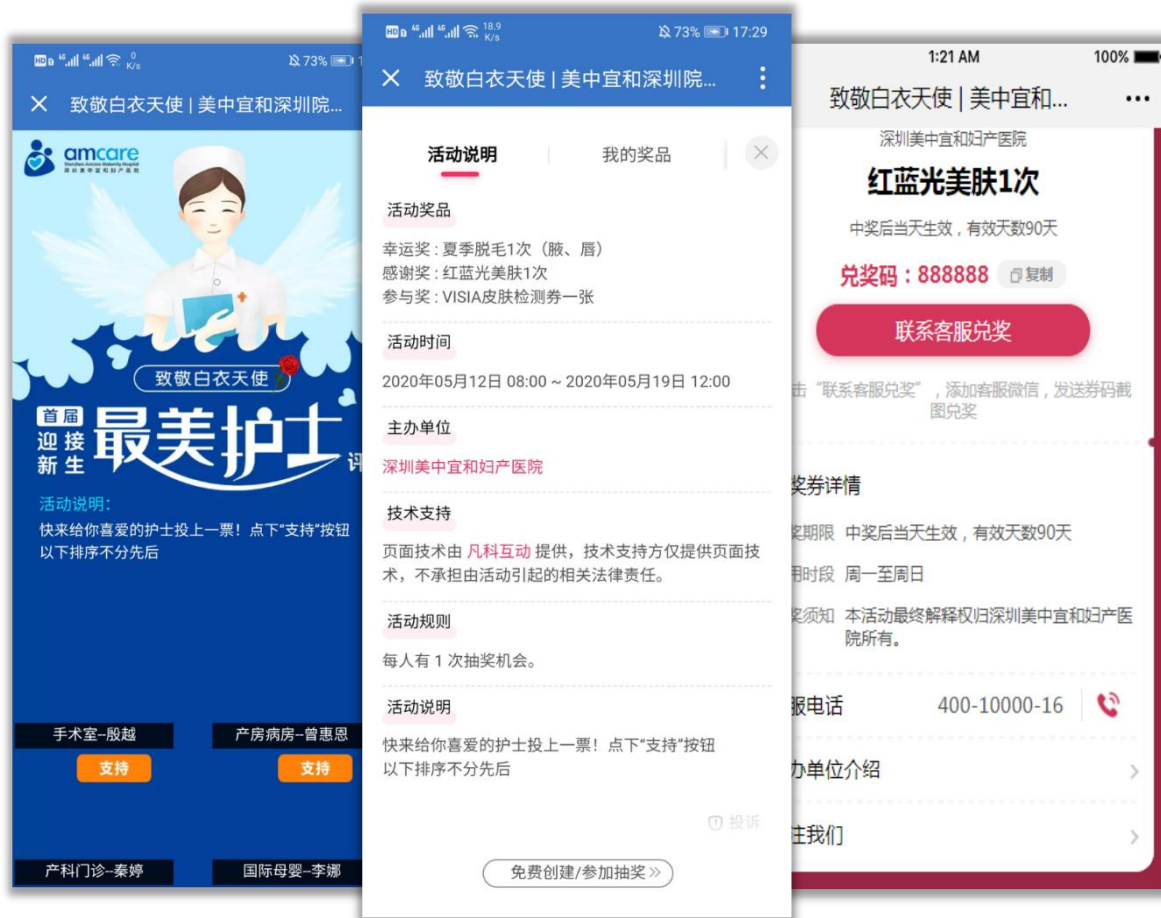 0
K/s
73% 1
致敬白衣天使 | 美中宜和深圳院...
amcare
Shenzhen Amcare Maternity Hospital
深圳美中宜和妇产医院
致敬白衣天使
首届
迎接
新生
最美护士
评
活动说明:
快来给你喜爱的护士投上一票！点下“支持”按钮
以下排序不分先后
手术室--殷越
产房病房--曾惠恩
支持
支持
产科门诊--秦婷
国际母婴--李娜
HD 46 46 18.9
K/s
73% 17:29
致敬白衣天使 | 美中宜和深圳院...
活动说明
我的奖品
活动奖品
幸运奖 : 夏季脱毛1次（腋、唇）
感谢奖 : 红蓝光美肤1次
参与奖 : VISIA皮肤检测券一张
活动时间
2020年05月12日 08:00 ~ 2020年05月19日 12:00
主办单位
深圳美中宜和妇产医院
技术支持
页面技术由 凡科互动 提供，技术支持方仅提供页面技
术，不承担由活动引起的相关法律责任。
活动规则
每人有 1 次抽奖机会。
活动说明
快来给你喜爱的护士投上一票！点下“支持”按钮
以下排序不分先后
投诉
免费创建/参加抽奖
1:21 AM
100%
致敬白衣天使 | 美中宜和...
深圳美中宜和妇产医院
红蓝光美肤1次
中奖后当天生效，有效天数90天
兑奖码：888888
复制
联系客服兑奖
击“联系客服兑奖”，添加客服微信，发送券码截
图兑奖
奖券详情
奖期限 中奖后当天生效，有效天数90天
用时段 周一至周日
奖须知 本活动最终解释权归深圳美中宜和妇产医
院所有。
服电话 400-10000-16
办单位介绍
注我们